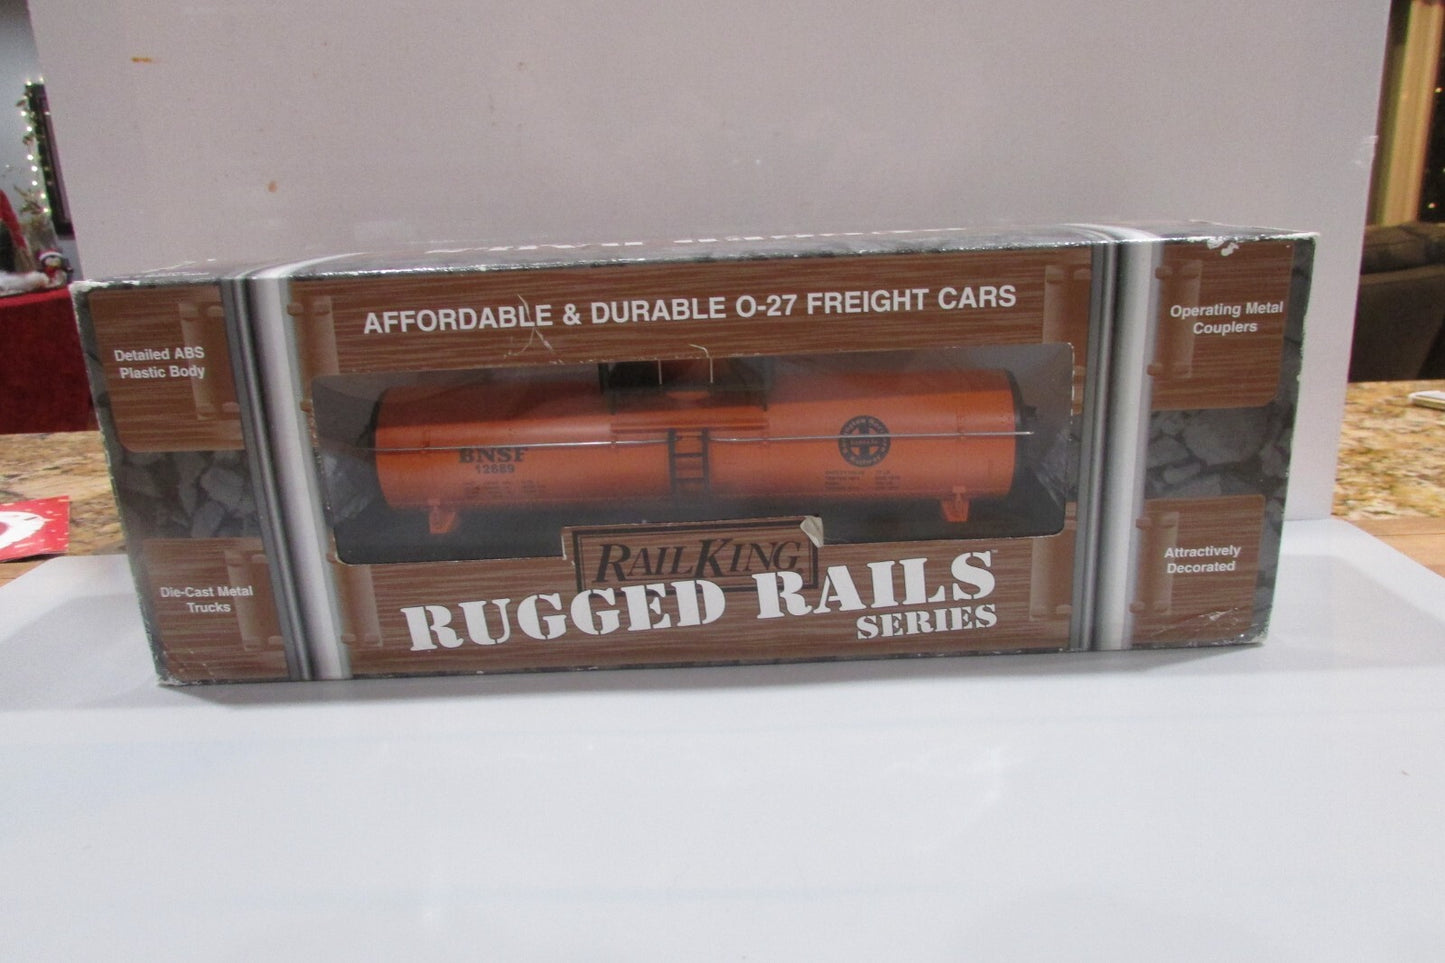 AFFORDABLE & DURABLE O-27 FREIGHT CARS
Detailed ABS
Plastic Body
Operating Metal
Couplers
BNSF
12889
Die-Cast Metal
Trucks
Attractively
Decorated
RAILKING
RUGGED RAILS™
SERIES